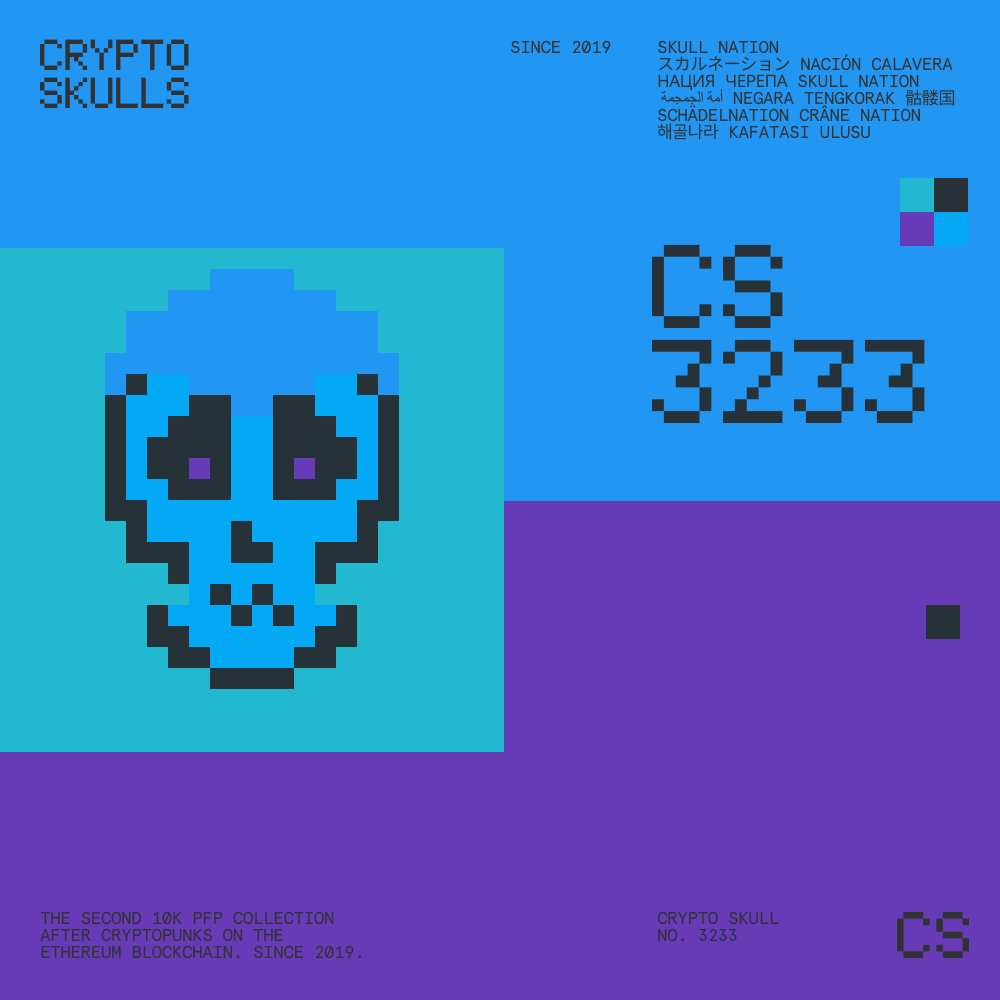 CRYPTO
SKULLS
SINCE 2019
SKULL NATION
スカルネーション NACIÓN CALAVERA
НАЦИЯ ЧЕРЕПА SKULL NATION
أمة الجمجمة NEGARA TENGKORAK 骷髅国
SCHÄDELNATION CRÂNE NATION
해골나라 KAFATASI ULUSU
CS
3233
THE SECOND 10K PFP COLLECTION
AFTER CRYPTOPUNKS ON THE
ETHEREUM BLOCKCHAIN. SINCE 2019.
CRYPTO SKULL
NO. 3233
CS